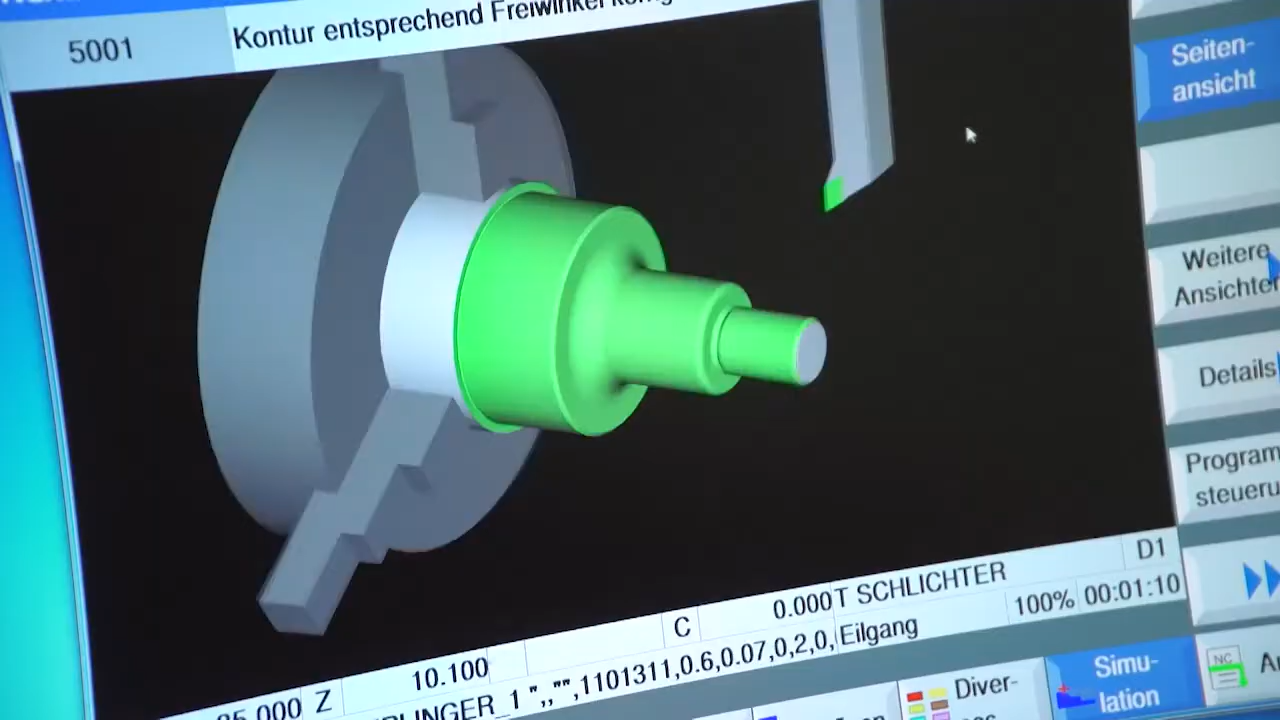 5001
Kontur entsprechend Freiwinkel
Seiten-
ansicht
Weitere
Ansichten
Details
Program
steueru
D1
C 0.000 T SCHLICHTER
100% 00:01:10
Z 10.100
_1",,"",1101311,0.6,0.07,0,2,0, Eilgang
Simu-
lation
Diver-
NC